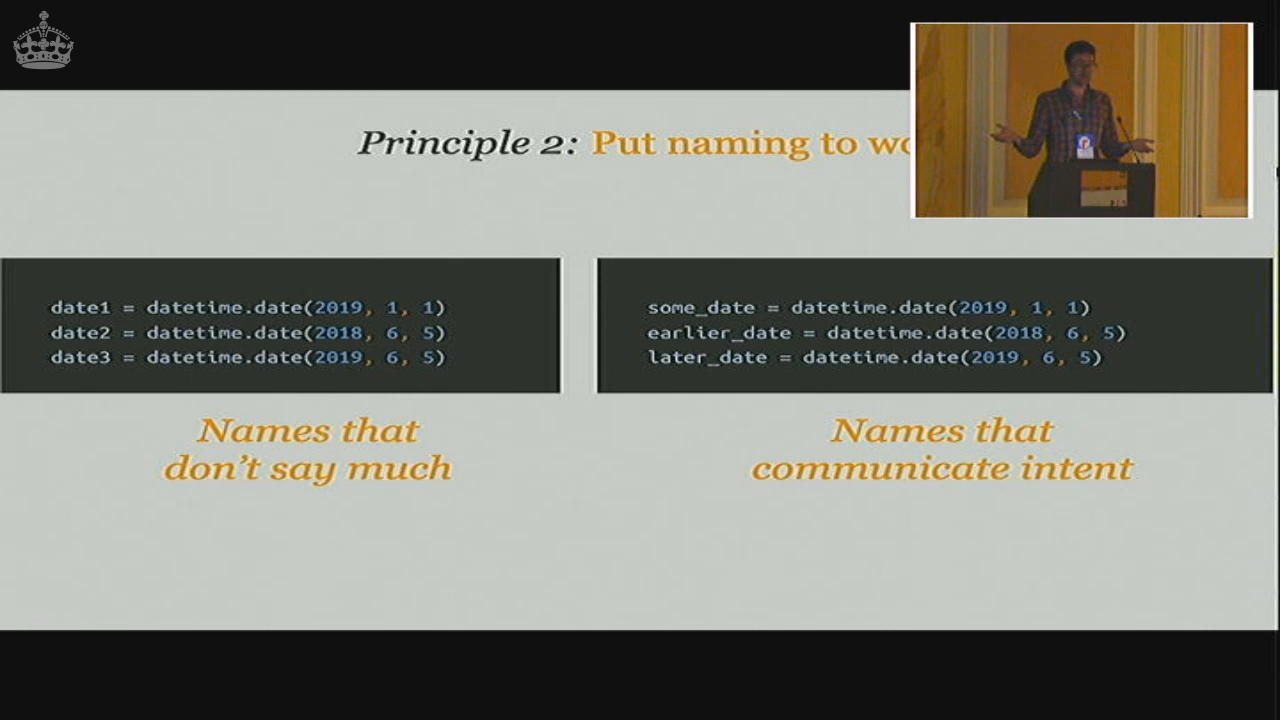 Principle 2: Put naming to
date1 = datetime.date(2019, 1, 1)
date2 = datetime.date(2018, 6, 5)
date3 = datetime.date(2019, 6, 5)
Names that
don't say much
some_date = datetime.date(2019, 1, 1)
earlier_date = datetime.date(2018, 6, 5)
later_date = datetime.date(2019, 6, 5)
Names that
communicate intent